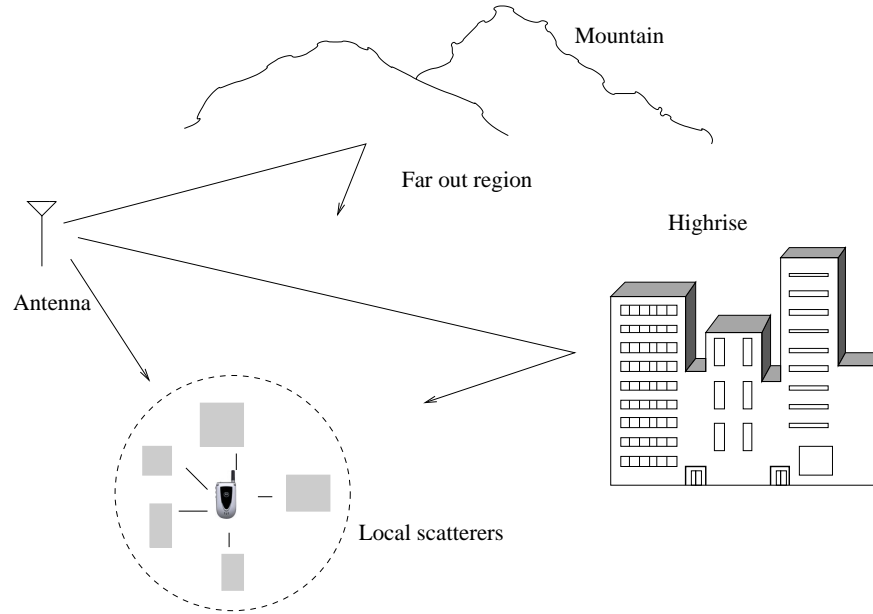 Mountain
Far out region
Highrise
Antenna
Local scatterers